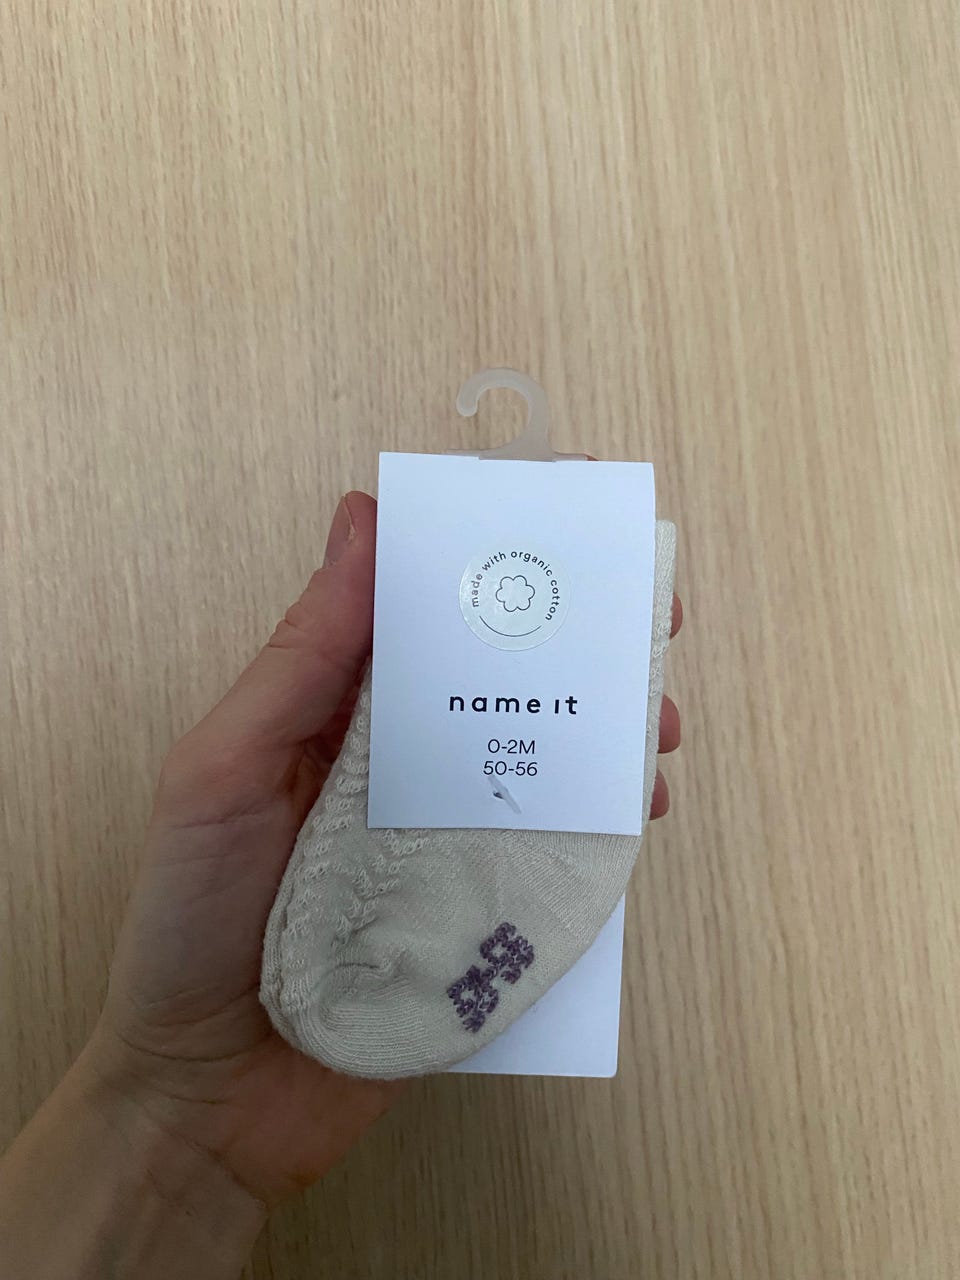 made with organic cotton
name it
0-2M
50-56